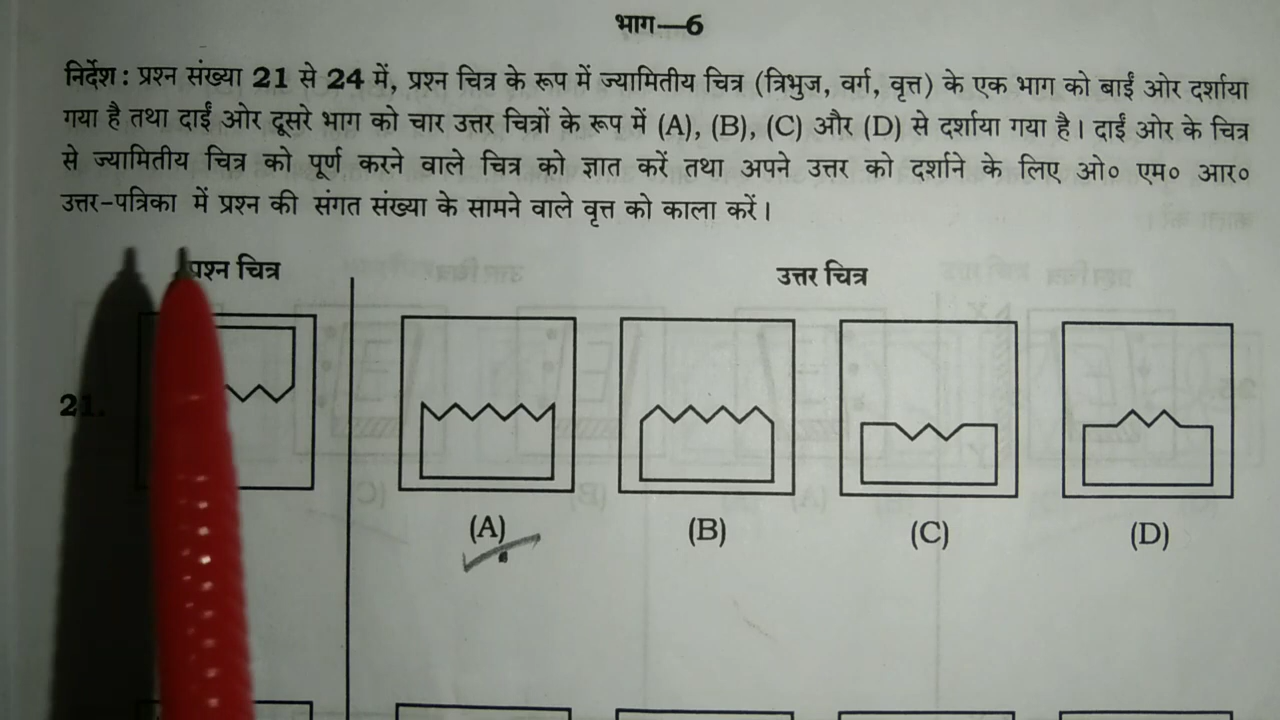 भाग—6
निर्देश : प्रश्न संख्या 21 से 24 में, प्रश्न चित्र के रूप में ज्यामितीय चित्र (त्रिभुज, वर्ग, वृत्त) के एक भाग को बाईं ओर दर्शाया
गया है तथा दाईं ओर दूसरे भाग को चार उत्तर चित्रों के रूप में (A), (B), (C) और (D) से दर्शाया गया है। दाईं ओर के चित्र
से ज्यामितीय चित्र को पूर्ण करने वाले चित्र को ज्ञात करें तथा अपने उत्तर को दर्शाने के लिए ओ० एम० आर०
उत्तर-पत्रिका में प्रश्न की संगत संख्या के सामने वाले वृत्त को काला करें।
प्रश्न चित्र उत्तर चित्र
21.
(A) (B) (C) (D)